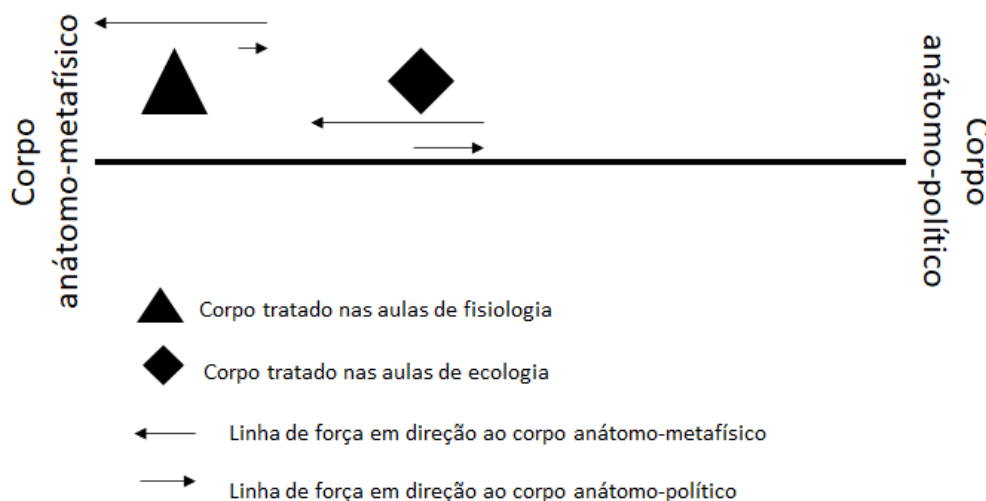 Corpo
anátomo-metafísico
anátomo-político
Corpo
Corpo tratado nas aulas de fisiologia
Corpo tratado nas aulas de ecologia
Linha de força em direção ao corpo anátomo-metafísico
Linha de força em direção ao corpo anátomo-político